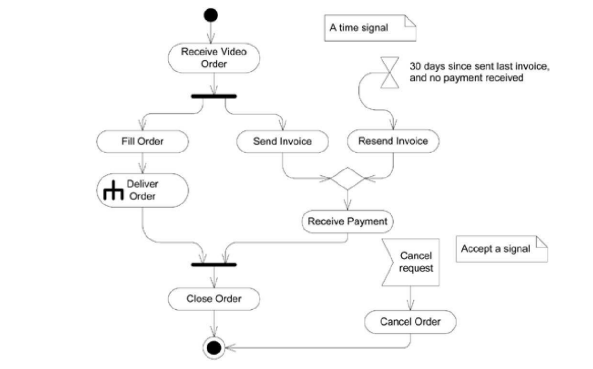 A time signal
Receive Video
Order
30 days since sent last invoice,
and no payment received
Fill Order
Send Invoice
Resend Invoice
Deliver
Order
Receive Payment
Cancel
request
Accept a signal
Close Order
Cancel Order